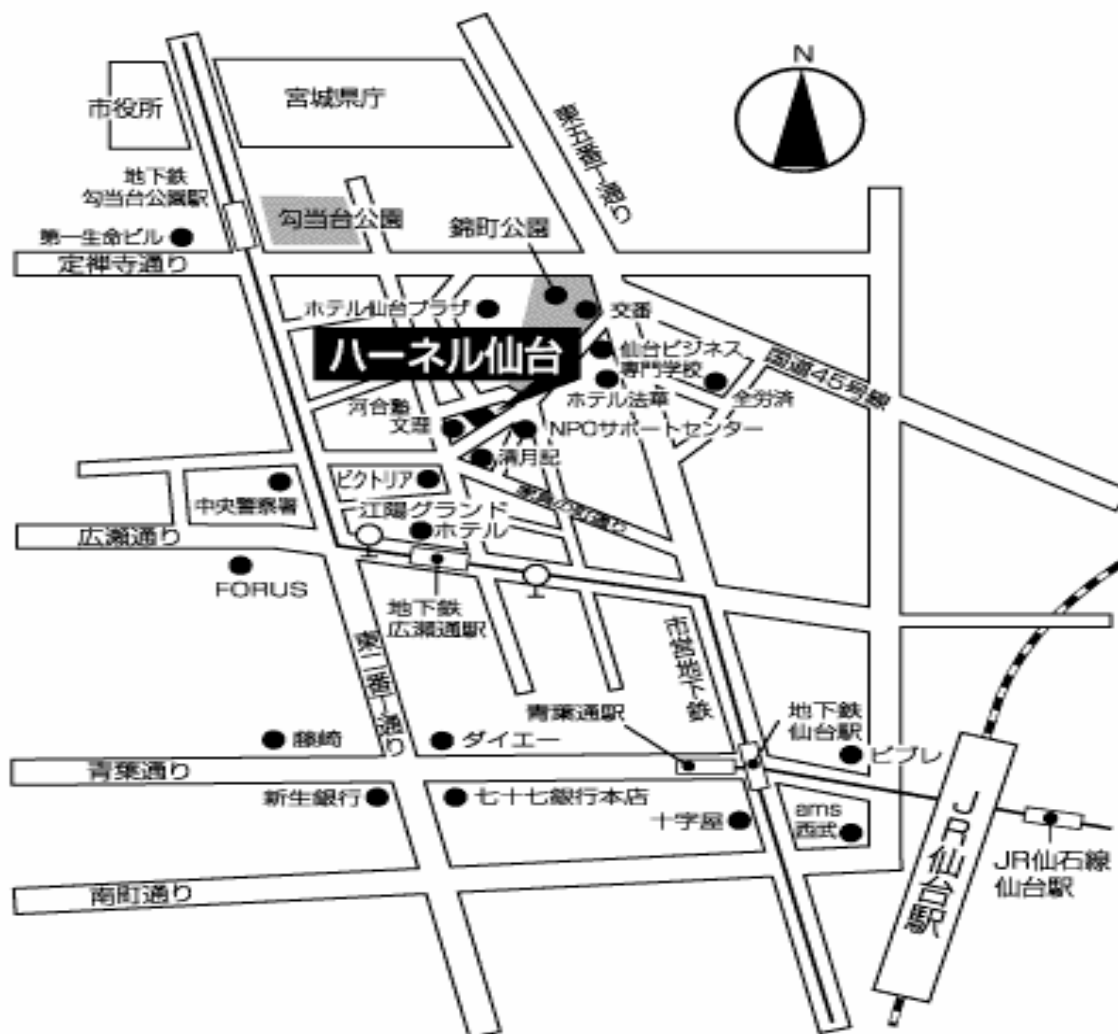 N
市役所
宮城県庁
東五番丁通り
地下鉄
勾当台公園駅
勾当台公園
錦町公園
第一生命ビル
定禅寺通り
ホテル仙台プラザ
交番
ハーネル仙台
仙台ビジネス
専門学校
国道45号線
河合塾
文理
ホテル法華
全労済
NPOサポートセンター
清月記
ビクトリア
中央警察署
江陽グランド
ホテル
広瀬通り
FORUS
地下鉄
広瀬通駅
東二番丁通り
市営地下鉄
青葉通駅
地下鉄
仙台駅
藤崎
ダイエー
ビブレ
青葉通り
新生銀行
七十七銀行本店
十字屋
ams
西武
JR仙台駅
JR仙石線
仙台駅
南町通り